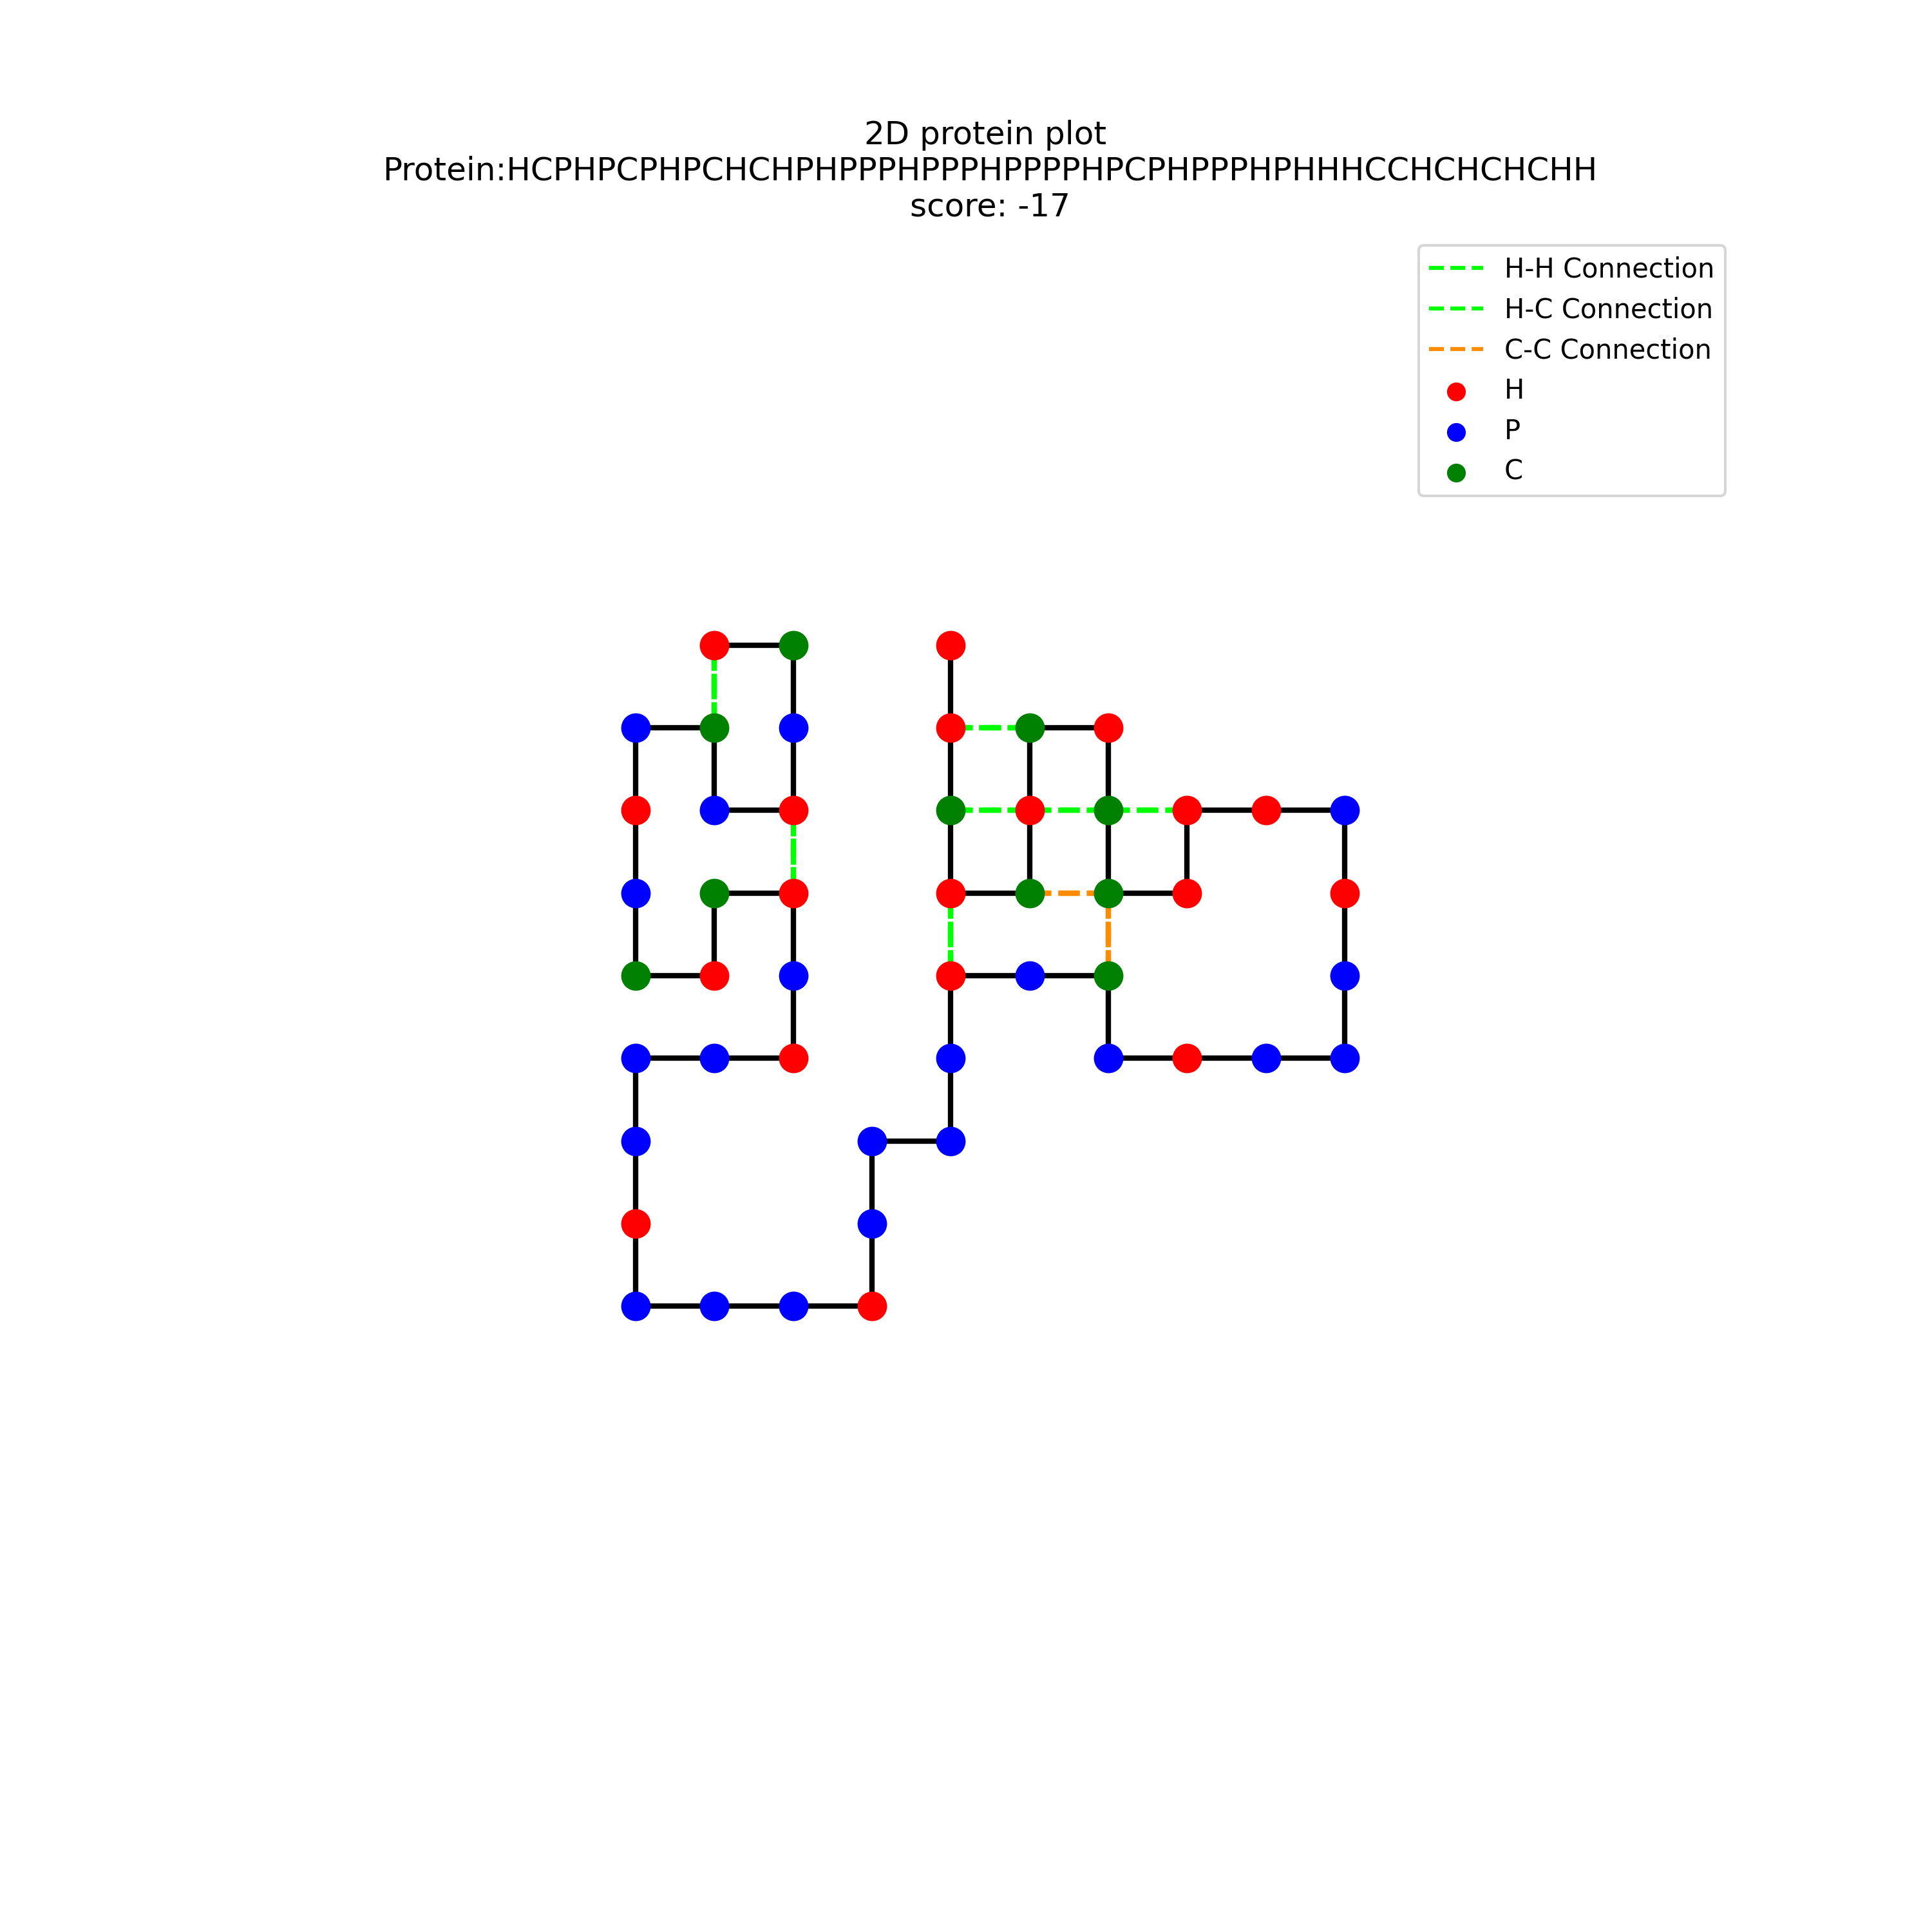 2D protein plot
Protein:HCPHPCPHPCHCHPHPPPHPPPHPPPPHPCPHPPPHPHHHCCHCHCHCHH
score: -17
H-H Connection
H-C Connection
C-C Connection
H
P
C